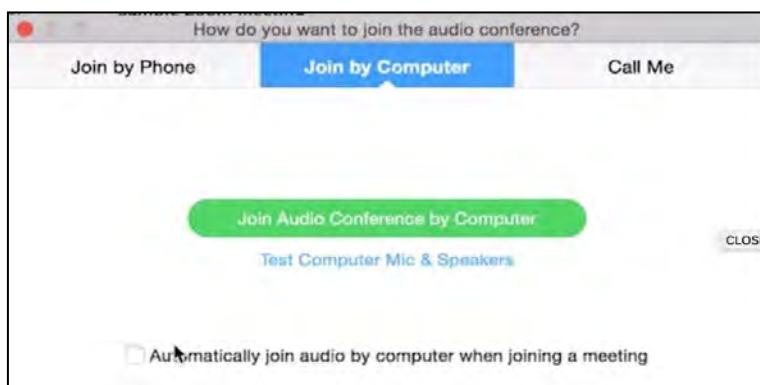 How do you want to join the audio conference?
Join by Phone Join by Computer Call Me
Join Audio Conference by Computer
Test Computer Mic & Speakers
Automatically join audio by computer when joining a meeting